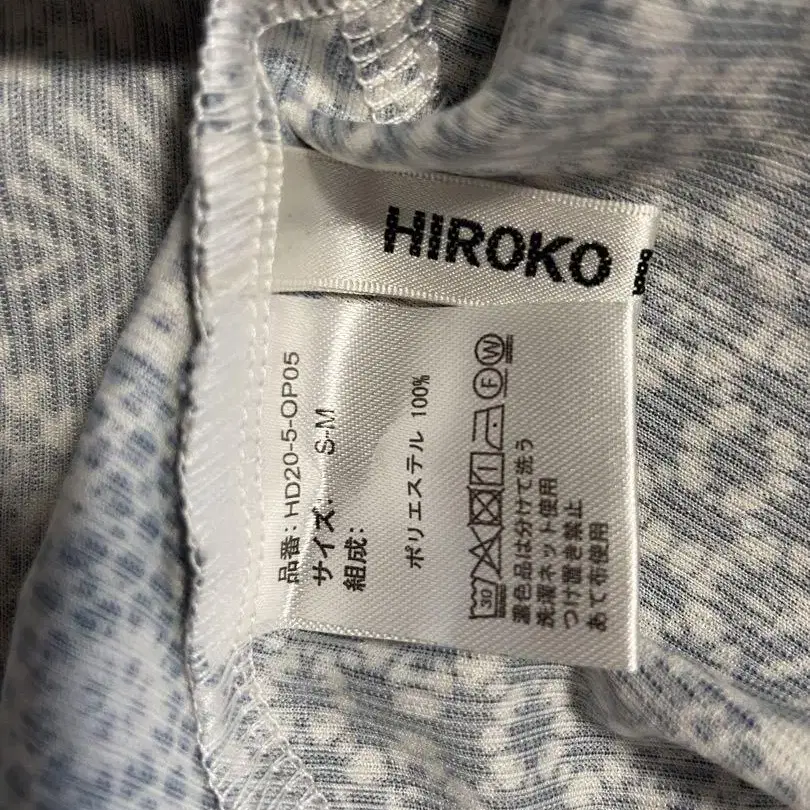 HIROKO
品番: HD20-5-OP05
サイズ: S-M
組成:
ポリエステル 100%
30
F W
濃色品は分けて洗う
洗濯ネット使用
つけ置き禁止
あて布使用